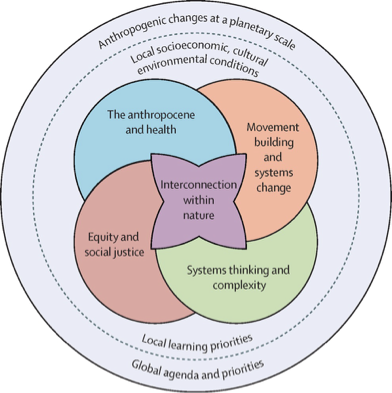 Anthropogenic changes at a planetary scale
Local socioeconomic, cultural
environmental conditions
The anthropocene
and health
Movement
building
and
systems
change
Interconnection
within
nature
Equity and
social justice
Systems thinking and
complexity
Local learning priorities
Global agenda and priorities